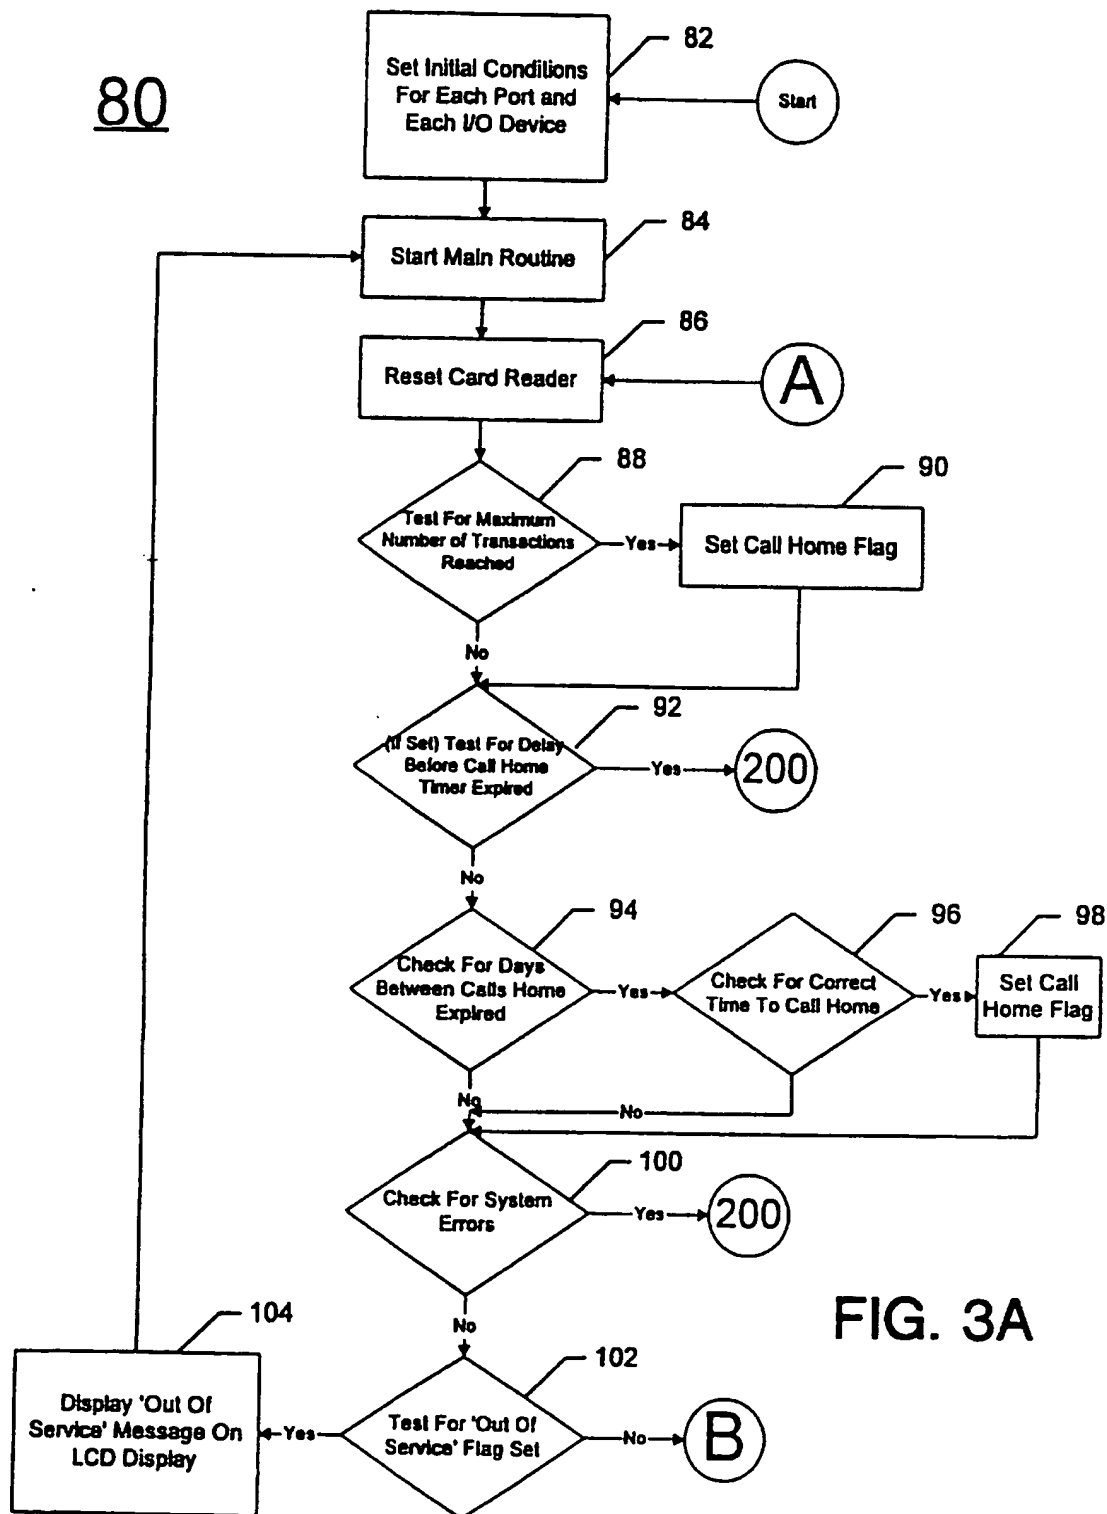 80
82
Set Initial Conditions
For Each Port and
Each I/O Device
Start
84
Start Main Routine
86
Reset Card Reader
A
88
Test For Maximum
Number of Transactions
Reached
Yes
90
Set Call Home Flag
No
92
(If Set) Test For Delay
Before Call Home
Timer Expired
Yes
200
No
94
Check For Days
Between Calls Home
Expired
Yes
96
Check For Correct
Time To Call Home
Yes
98
Set Call
Home Flag
No
No
100
Check For System
Errors
Yes
200
No
FIG. 3A
104
Display 'Out Of
Service' Message On
LCD Display
Yes
102
Test For 'Out Of
Service' Flag Set
No
B